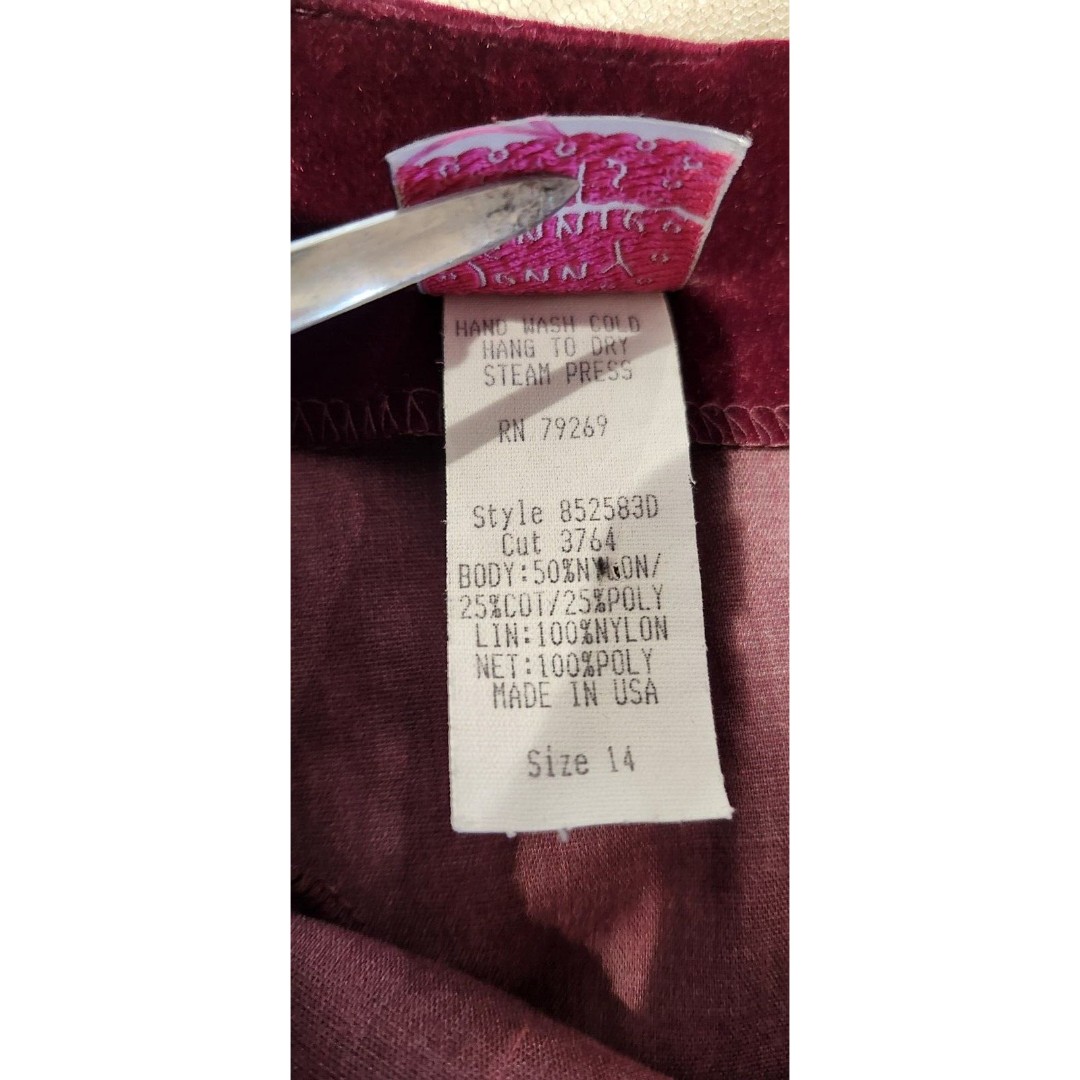 JONNY
HAND WASH COLD
HANG TO DRY
STEAM PRESS
RN 79269
Style 852583D
Cut 3764
BODY:50%NYLON/
25%COT/25%POLY
LIN:100%NYLON
NET:100%POLY
MADE IN USA
Size 14